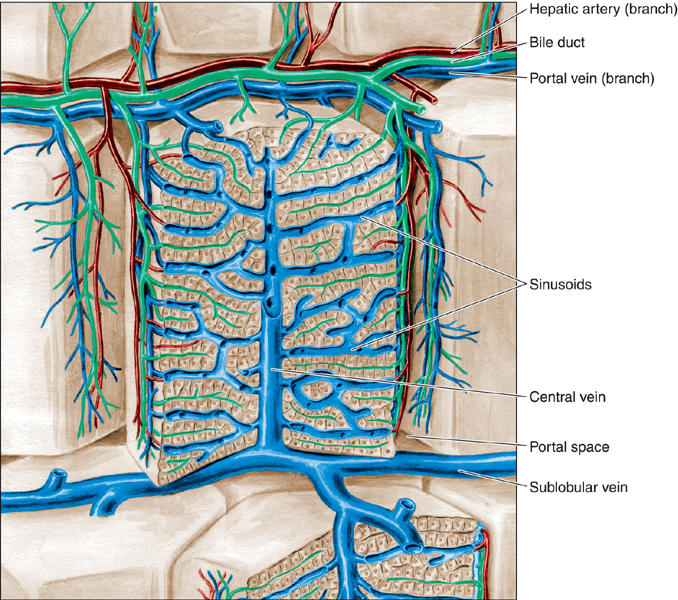 Hepatic artery (branch)
Bile duct
Portal vein (branch)
Sinusoids
Central vein
Portal space
Sublobular vein